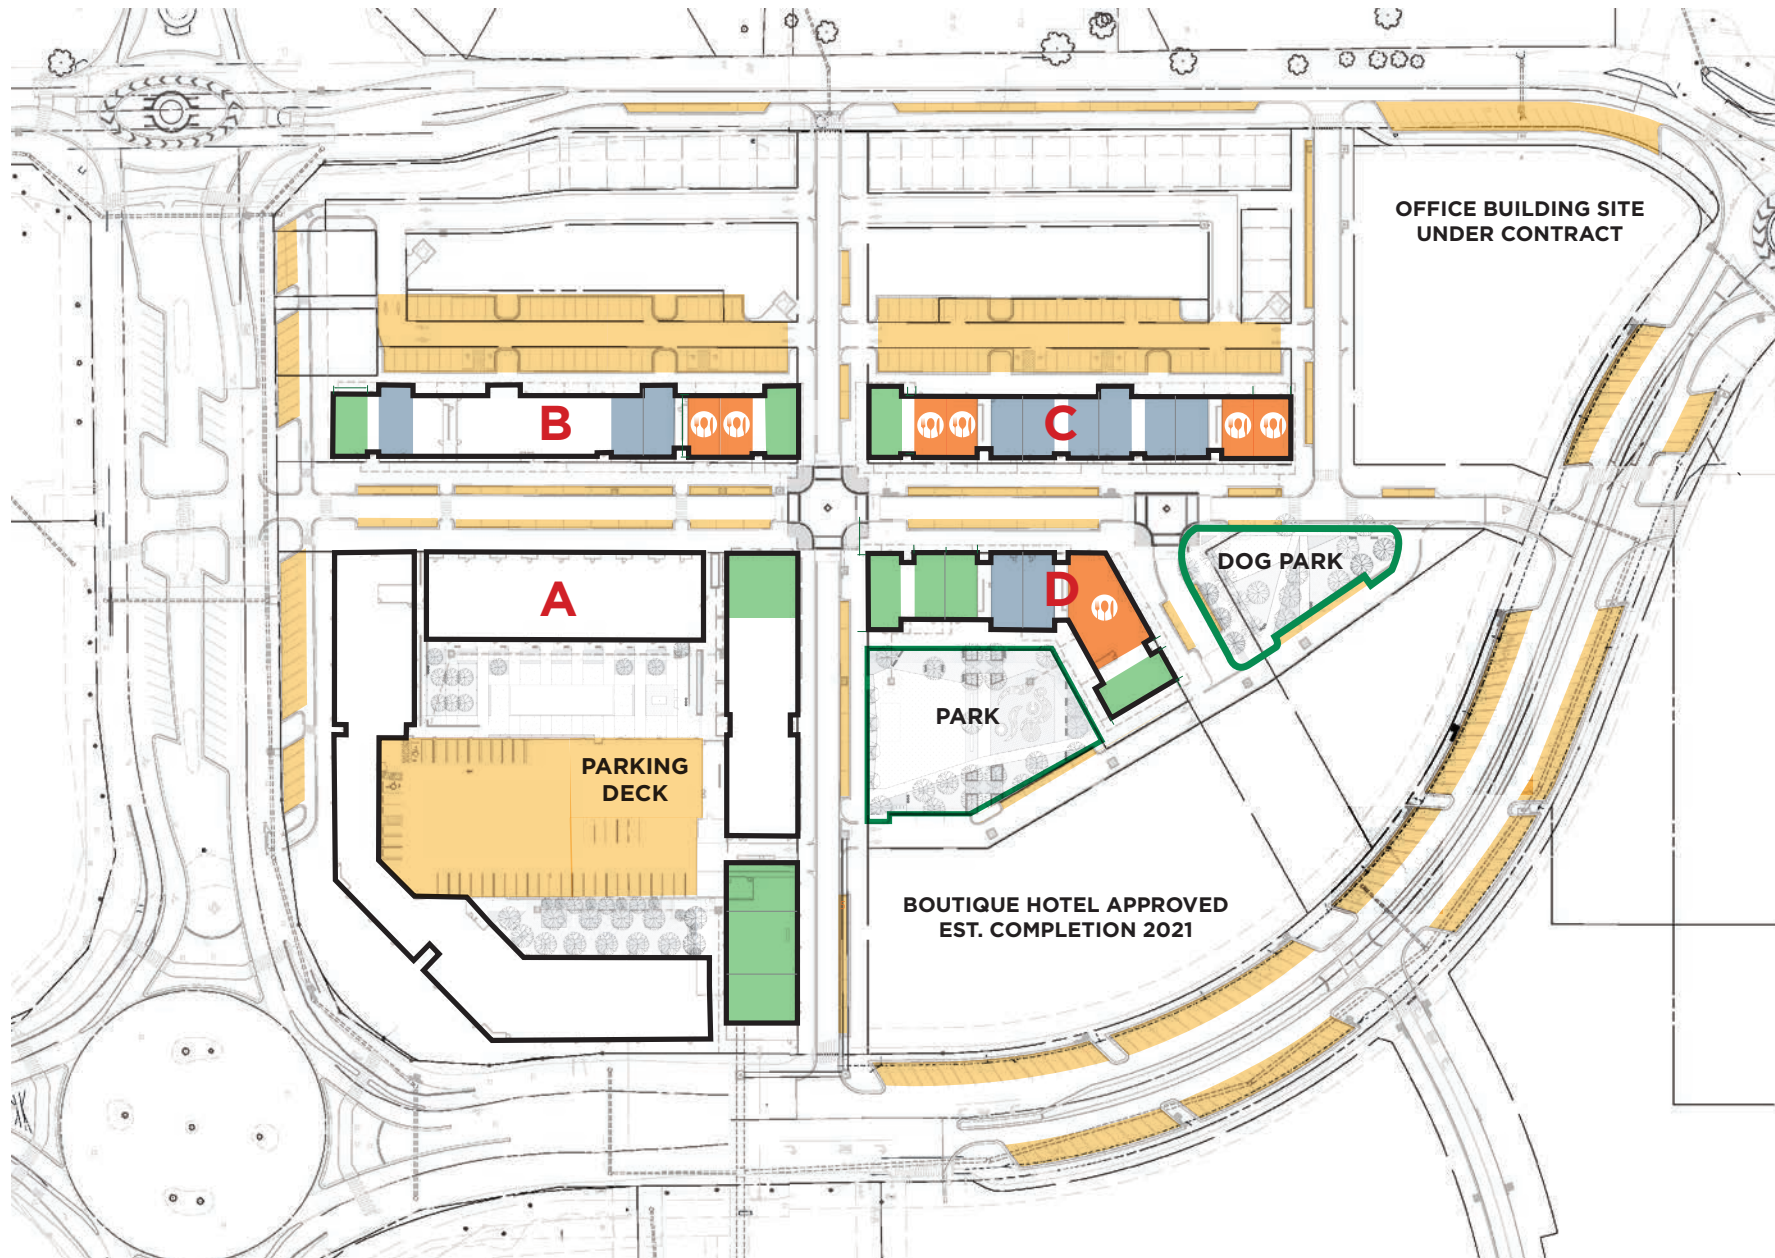 OFFICE BUILDING SITE
UNDER CONTRACT
B
C
A
D
DOG PARK
PARK
PARKING
DECK
BOUTIQUE HOTEL APPROVED
EST. COMPLETION 2021